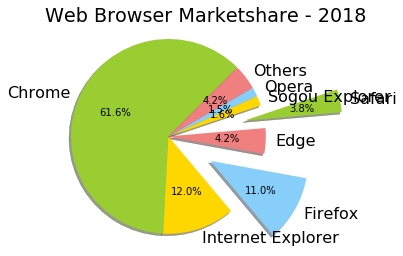 Web Browser Marketshare - 2018
Chrome
61.6%
Others
4.2%
Opera
1.5%
Sogou Explorer
1.6%
Safari
3.8%
Edge
4.2%
Firefox
11.0%
Internet Explorer
12.0%